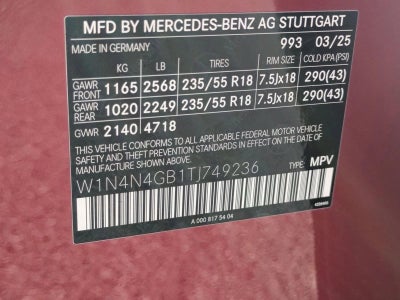 MFD BY MERCEDES-BENZ AG STUTTGART
MADE IN GERMANY 993 03/25
KG LB TIRES RIM SIZE COLD KPA (PSI)
GAWR FRONT 1165 2568 235/55 R18 7.5Jx18 290(43)
GAWR REAR 1020 2249 235/55 R18 7.5Jx18 290(43)
GVWR 2140 4718
THIS VEHICLE CONFORMS TO ALL APPLICABLE FEDERAL MOTOR VEHICLE
SAFETY AND THEFT PREVENTION STANDARDS IN EFFECT ON THE DATE OF
MANUFACTURE SHOWN ABOVE.
W1N4N4GB1TJ749236 TYPE: MPV
A 000 817 54 04